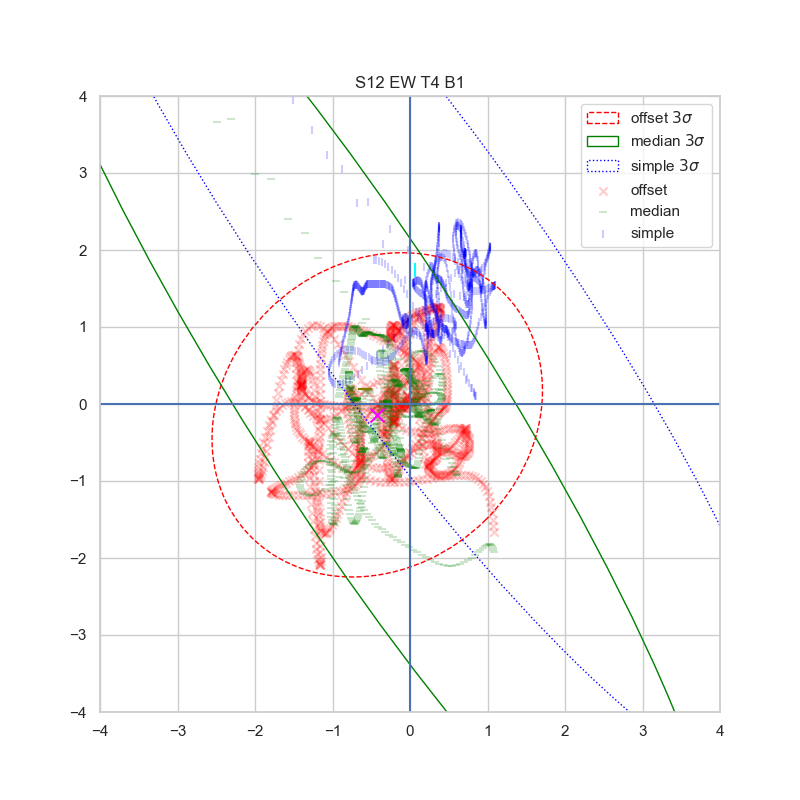 S12 EW T4 B1
offset 3σ
median 3σ
simple 3σ
offset
median
simple
4
3
2
1
0
−1
−2
−3
−4
−4 −3 −2 −1 0 1 2 3 4